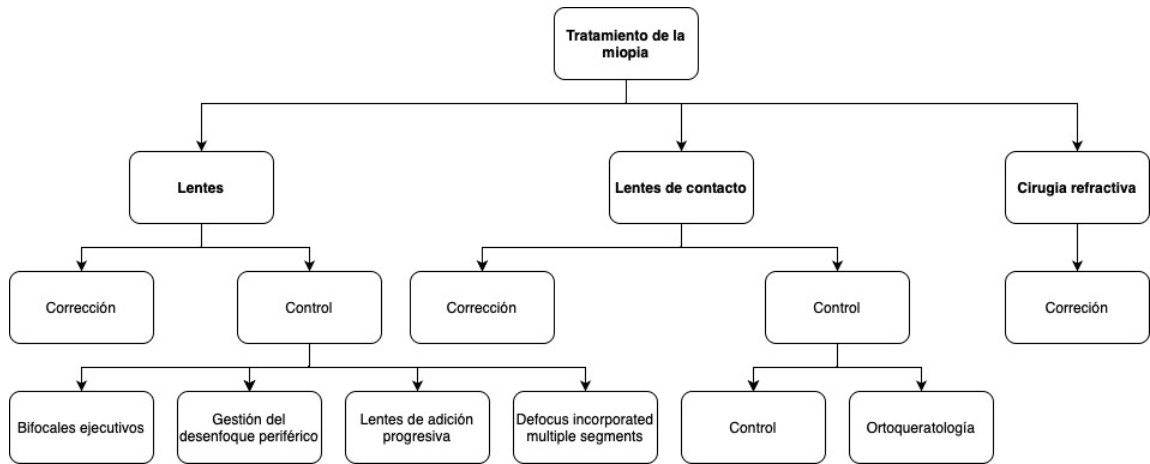 Tratamiento de la
miopia
Lentes
Lentes de contacto
Cirugia refractiva
Corrección
Control
Corrección
Control
Correción
Bifocales ejecutivos
Gestión del
desenfoque periférico
Lentes de adición
progresiva
Defocus incorporated
multiple segments
Control
Ortoqueratología